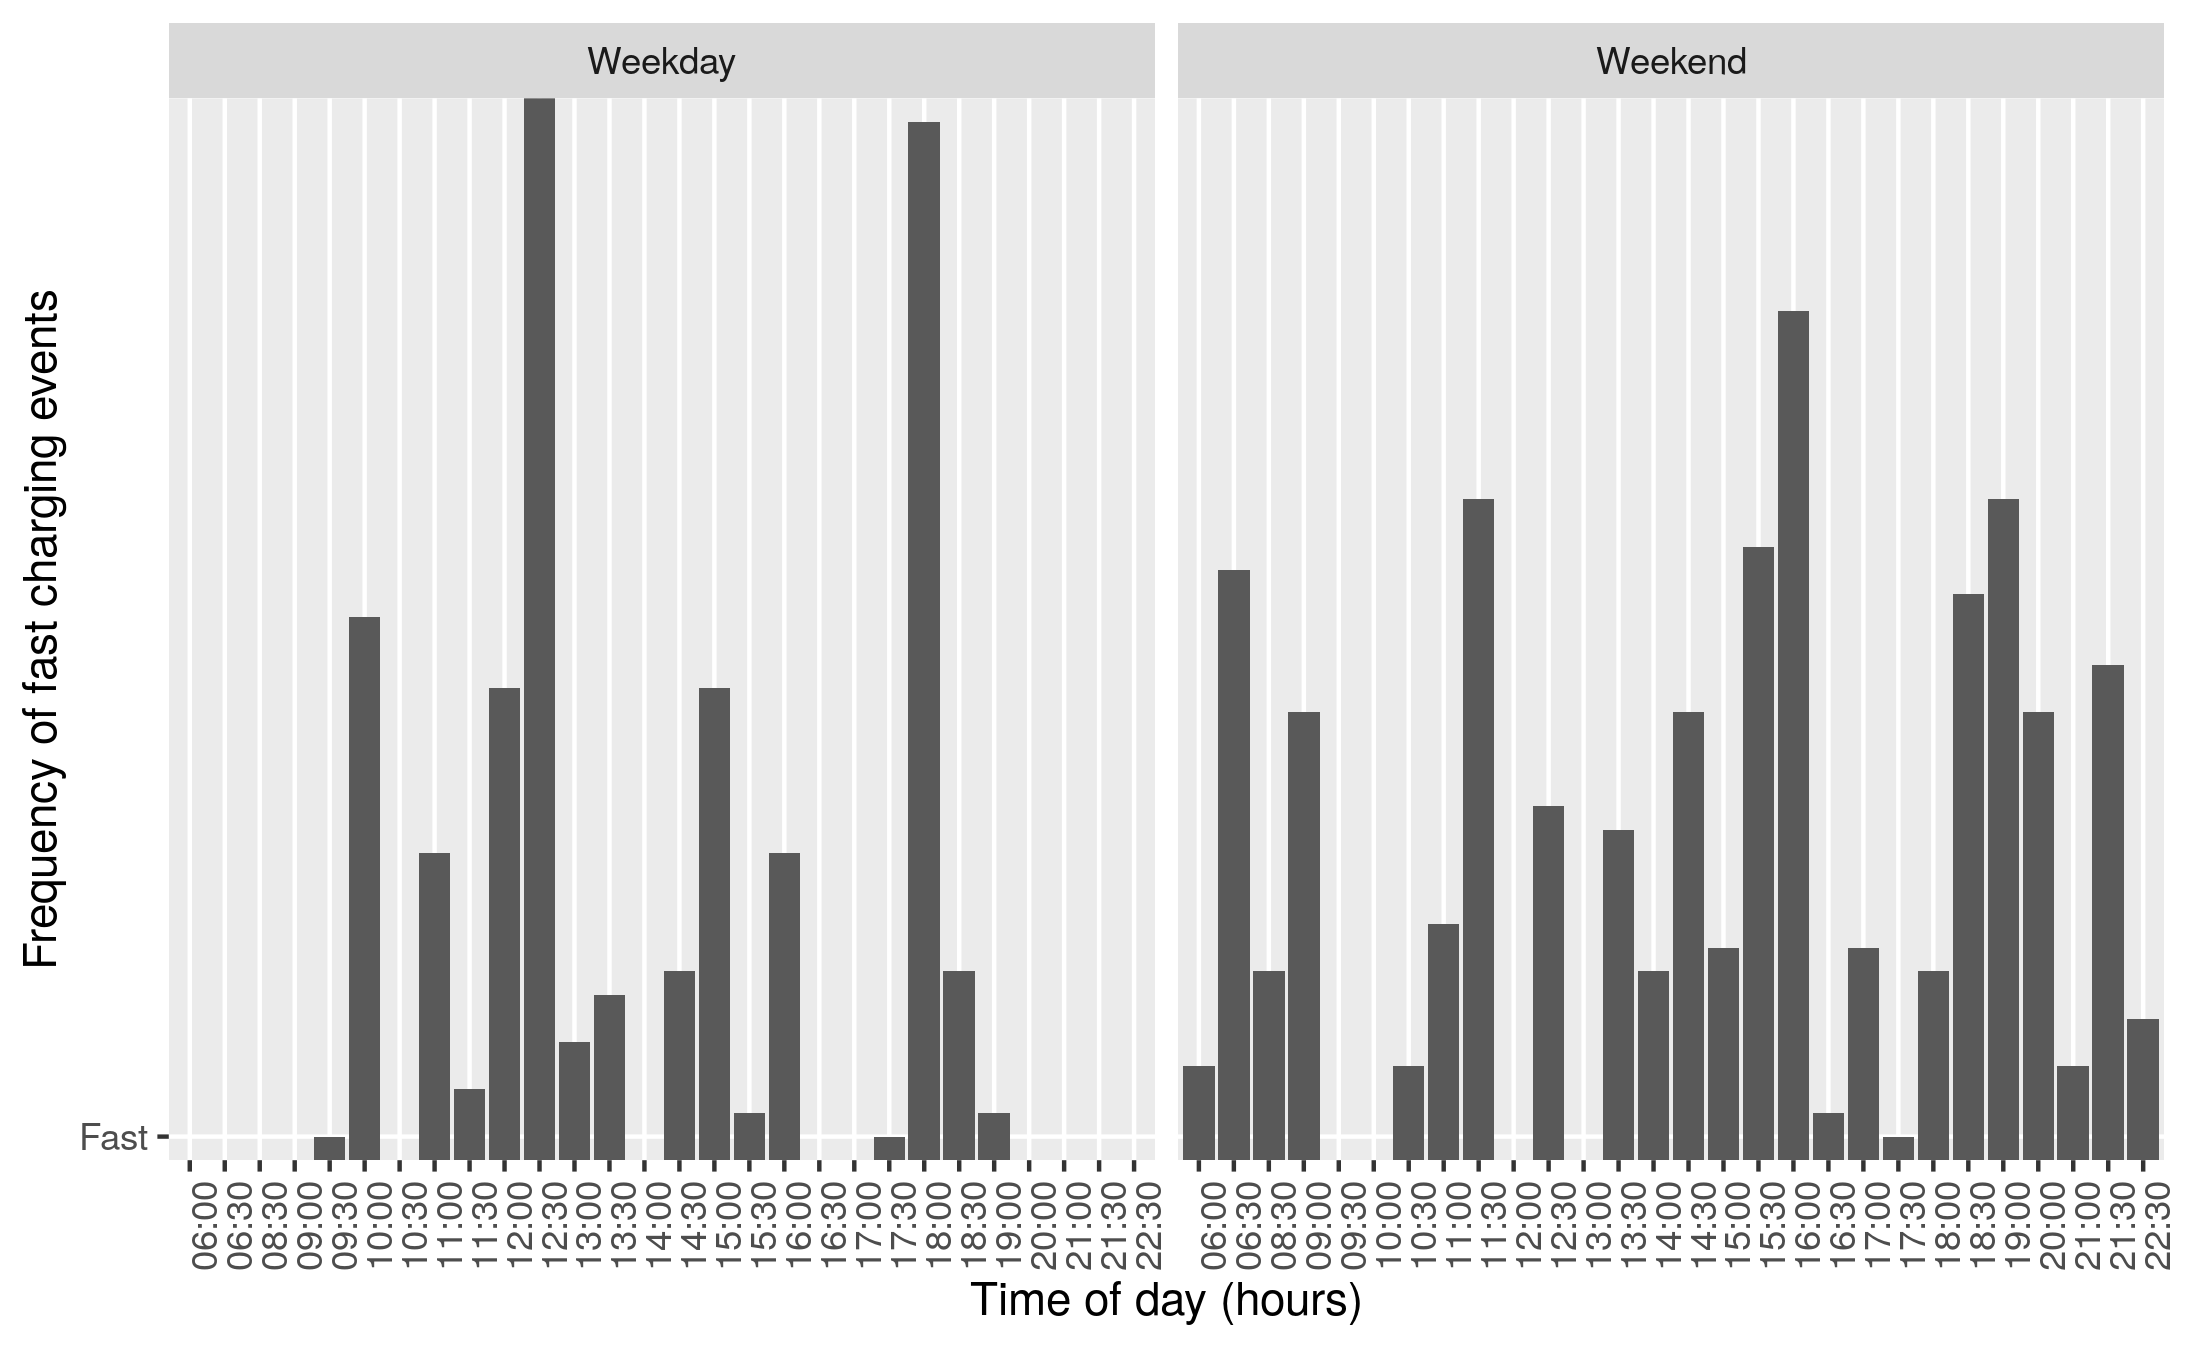 Weekday
Weekend
Frequency of fast charging events
Fast
06:00 06:30 08:30 09:00 09:30 10:00 10:30 11:00 11:30 12:00 12:30 13:00 13:30 14:00 14:30 15:00 15:30 16:00 16:30 17:00 17:30 18:00 18:30 19:00 20:00 21:00 21:30 22:30
06:00 06:30 08:30 09:00 09:30 10:00 10:30 11:00 11:30 12:00 12:30 13:00 13:30 14:00 14:30 15:00 15:30 16:00 16:30 17:00 17:30 18:00 18:30 19:00 20:00 21:00 21:30 22:30
Time of day (hours)